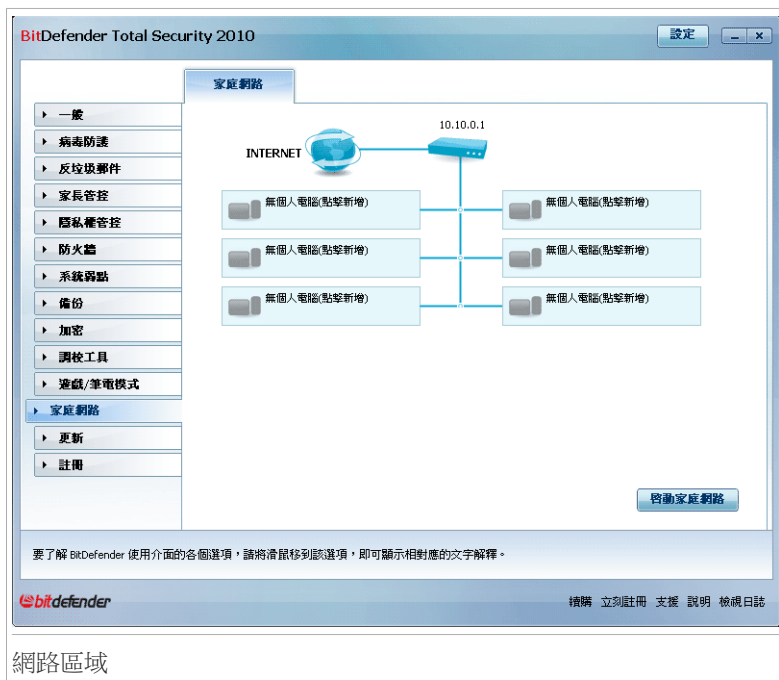 BitDefender Total Security 2010
設定
家庭網路
一般
病毒防護
反垃圾郵件
家長管控
隱私權管控
防火牆
系統弱點
備份
加密
調校工具
遊戲/筆電模式
家庭網路
更新
註冊
10.10.0.1
INTERNET
無個人電腦(點擊新增)
無個人電腦(點擊新增)
無個人電腦(點擊新增)
無個人電腦(點擊新增)
無個人電腦(點擊新增)
無個人電腦(點擊新增)
啓動家庭網路
要了解 BitDefender 使用介面的各個選項,請將滑鼠移到該選項,即可顯示相對應的文字解釋。
bitdefender
續購 立刻註冊 支援 說明 檢視日誌
網路區域